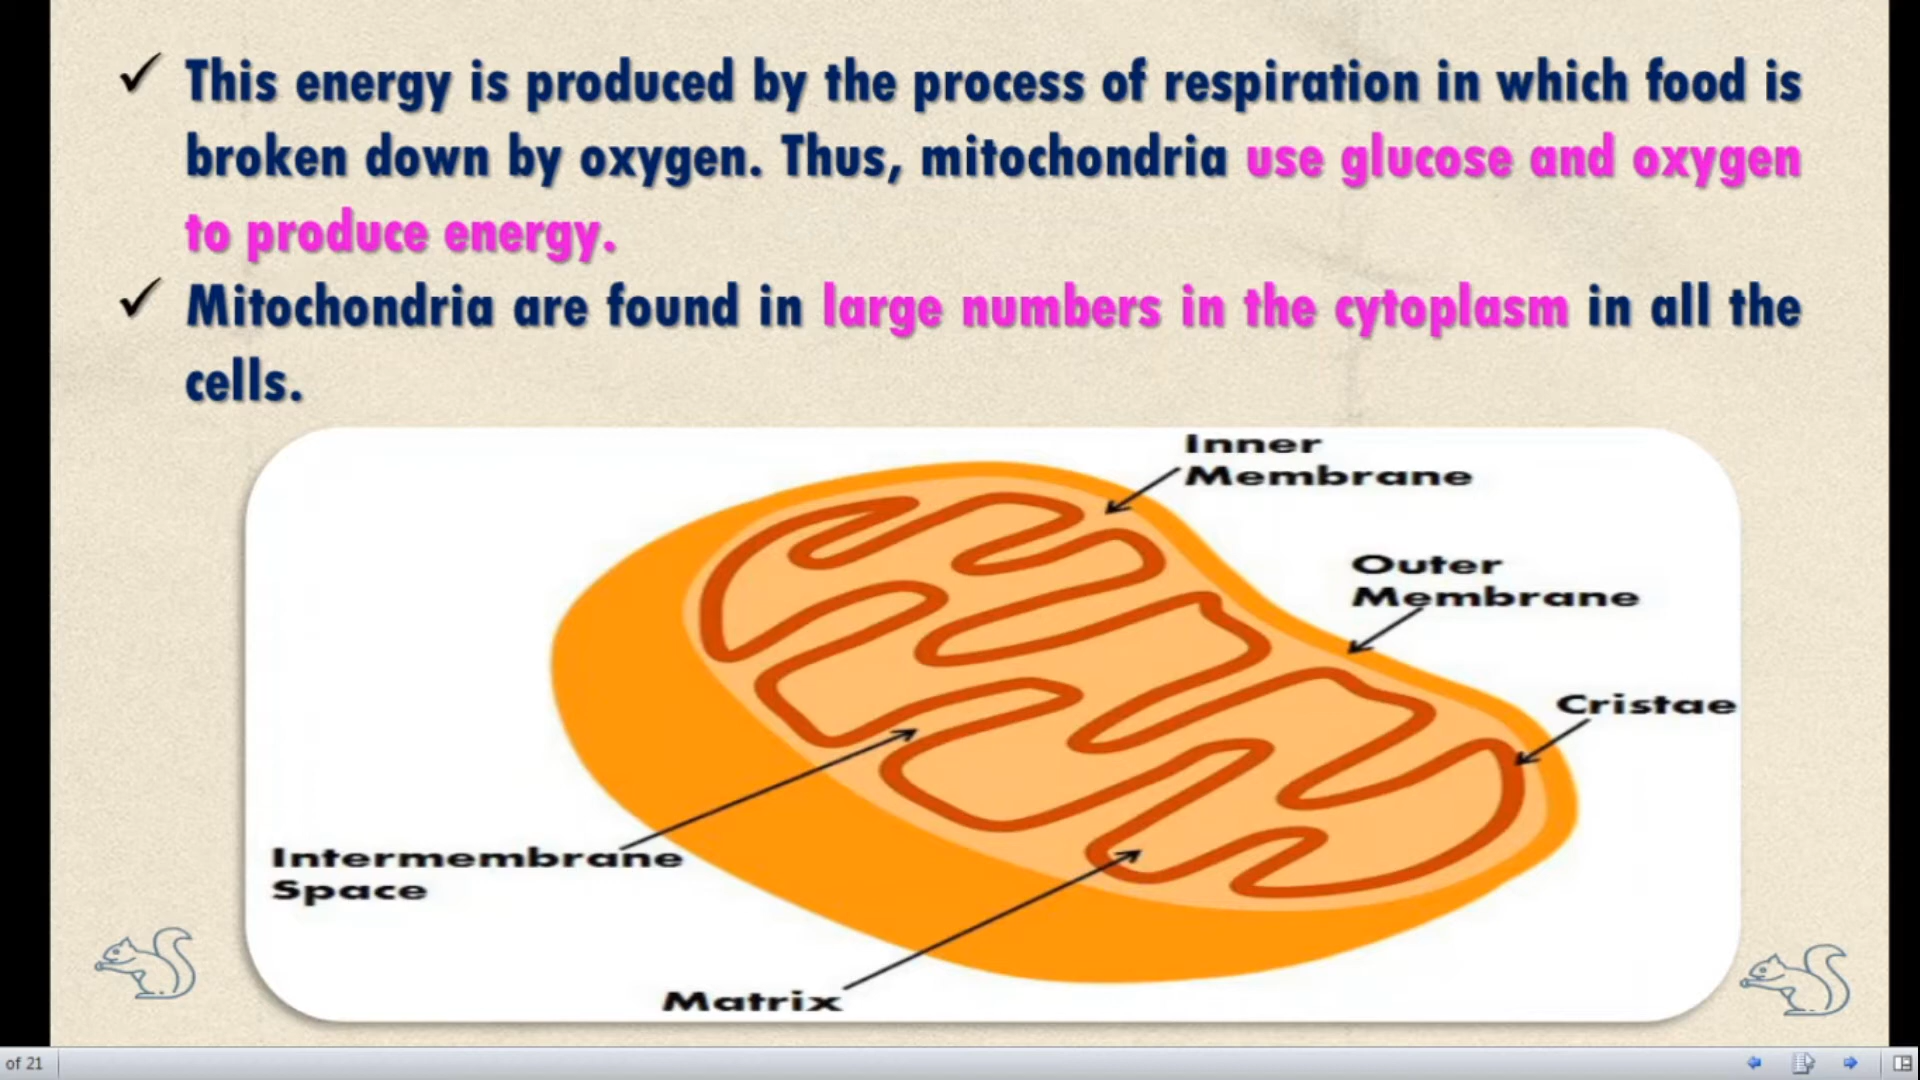 ✓ This energy is produced by the process of respiration in which food is
broken down by oxygen. Thus, mitochondria use glucose and oxygen
to produce energy.
✓ Mitochondria are found in large numbers in the cytoplasm in all the
cells.
Inner
Membrane
Outer
Membrane
Cristae
Intermembrane
Space
Matrix
of 21